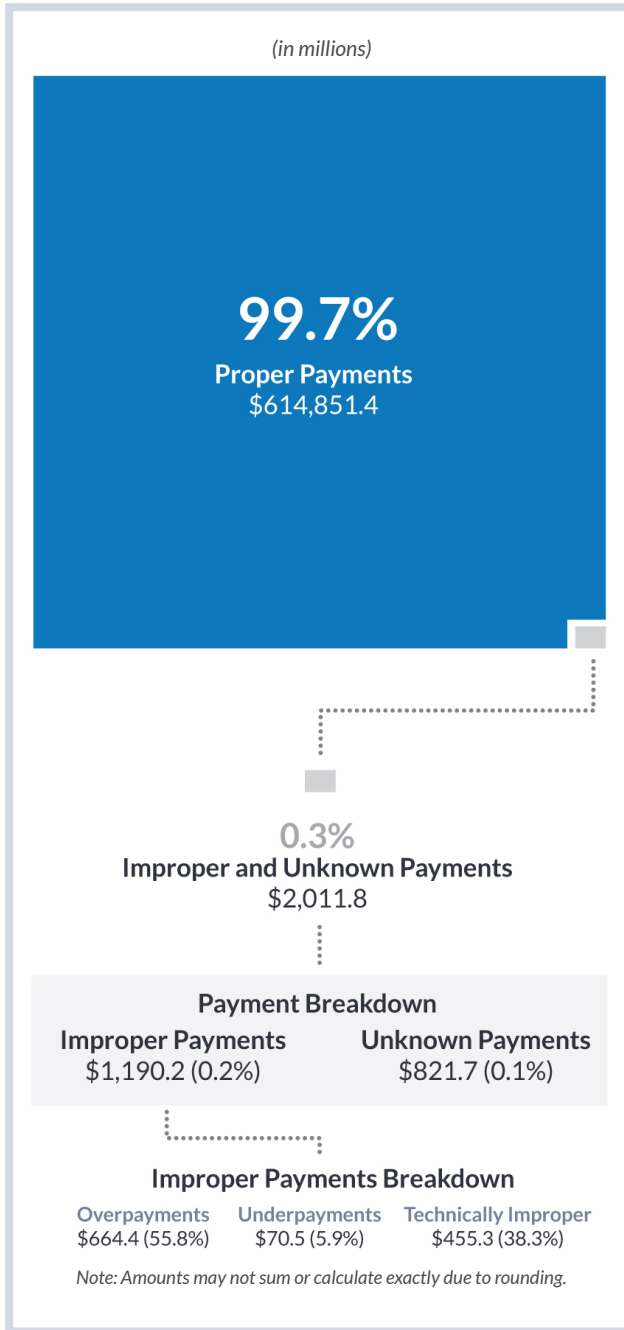 (in millions)
99.7%
Proper Payments
$614,851.4
0.3%
Improper and Unknown Payments
$2,011.8
Payment Breakdown
Improper Payments Unknown Payments
$1,190.2 (0.2%) $821.7 (0.1%)
Improper Payments Breakdown
Overpayments Underpayments Technically Improper
$664.4 (55.8%) $70.5 (5.9%) $455.3 (38.3%)
Note: Amounts may not sum or calculate exactly due to rounding.